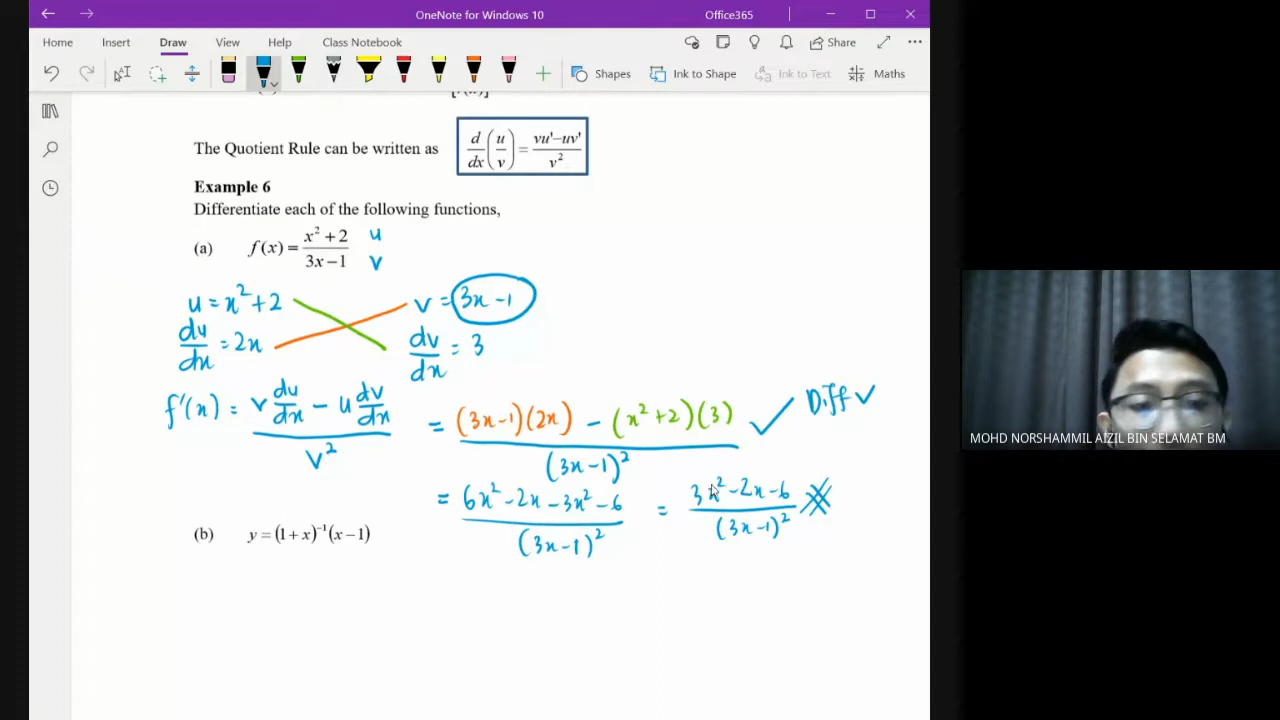 OneNote for Windows 10
Office365
Home Insert Draw View Help Class Notebook
Share
Shapes Ink to Shape Ink to Text Maths
The Quotient Rule can be written as d/dx (u/v) = (vu'−uv')/v²
Example 6
Differentiate each of the following functions,
(a) f(x) = (x² + 2)/(3x − 1) u v
u = x² + 2 v = 3x − 1
du/dx = 2x dv/dx = 3
f'(x) = (v du/dx − u dv/dx)/v² = ((3x−1)(2x) − (x²+2)(3))/(3x−1)² ✓ Diff ✓
= (6x² − 2x − 3x² − 6)/(3x−1)² = (3x² − 2x − 6)/(3x−1)²
(b) y = (1 + x)⁻¹(x − 1)
MOHD NORSHAMMIL AIZIL BIN SELAMAT BM